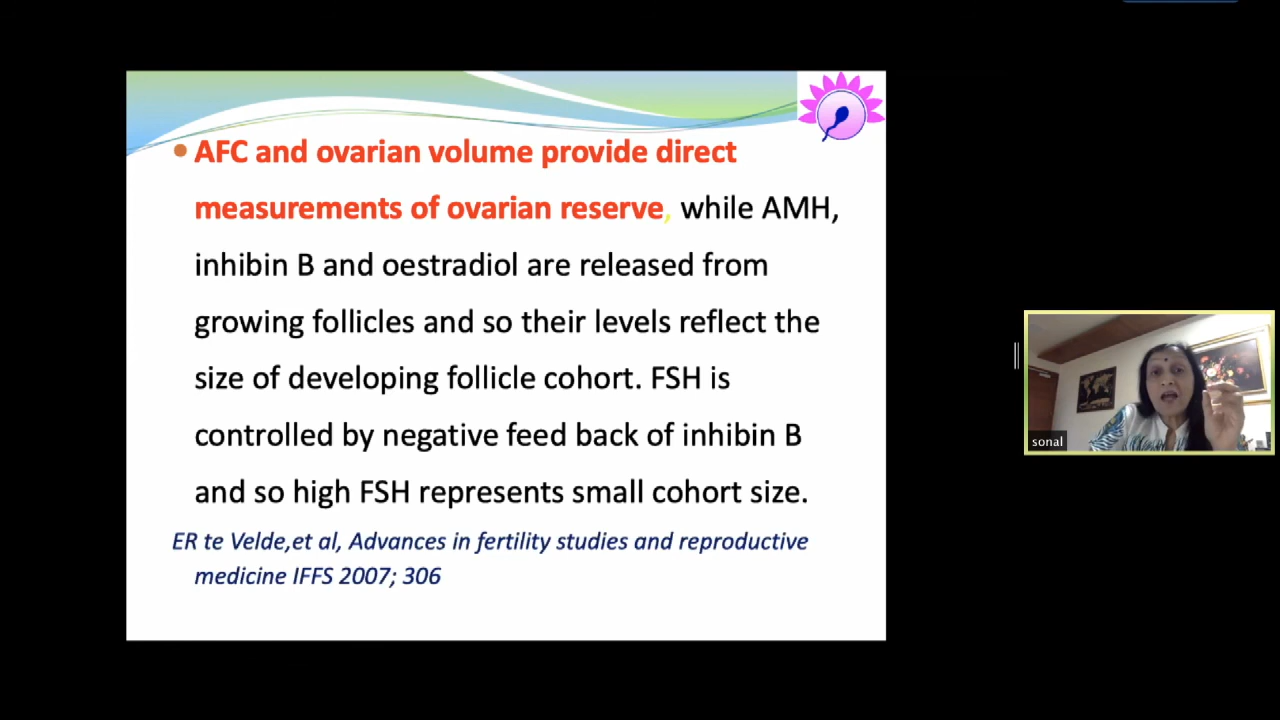 AFC and ovarian volume provide direct
measurements of ovarian reserve, while AMH,
inhibin B and oestradiol are released from
growing follicles and so their levels reflect the
size of developing follicle cohort. FSH is
controlled by negative feed back of inhibin B
and so high FSH represents small cohort size.
ER te Velde,et al, Advances in fertility studies and reproductive
medicine IFFS 2007; 306
sonal